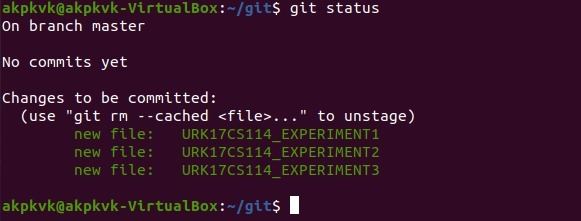 akpkvk@akpkvk-VirtualBox:~/git$ git status
On branch master
No commits yet
Changes to be committed:
(use "git rm --cached <file>..." to unstage)
new file: URK17CS114_EXPERIMENT1
new file: URK17CS114_EXPERIMENT2
new file: URK17CS114_EXPERIMENT3
akpkvk@akpkvk-VirtualBox:~/git$